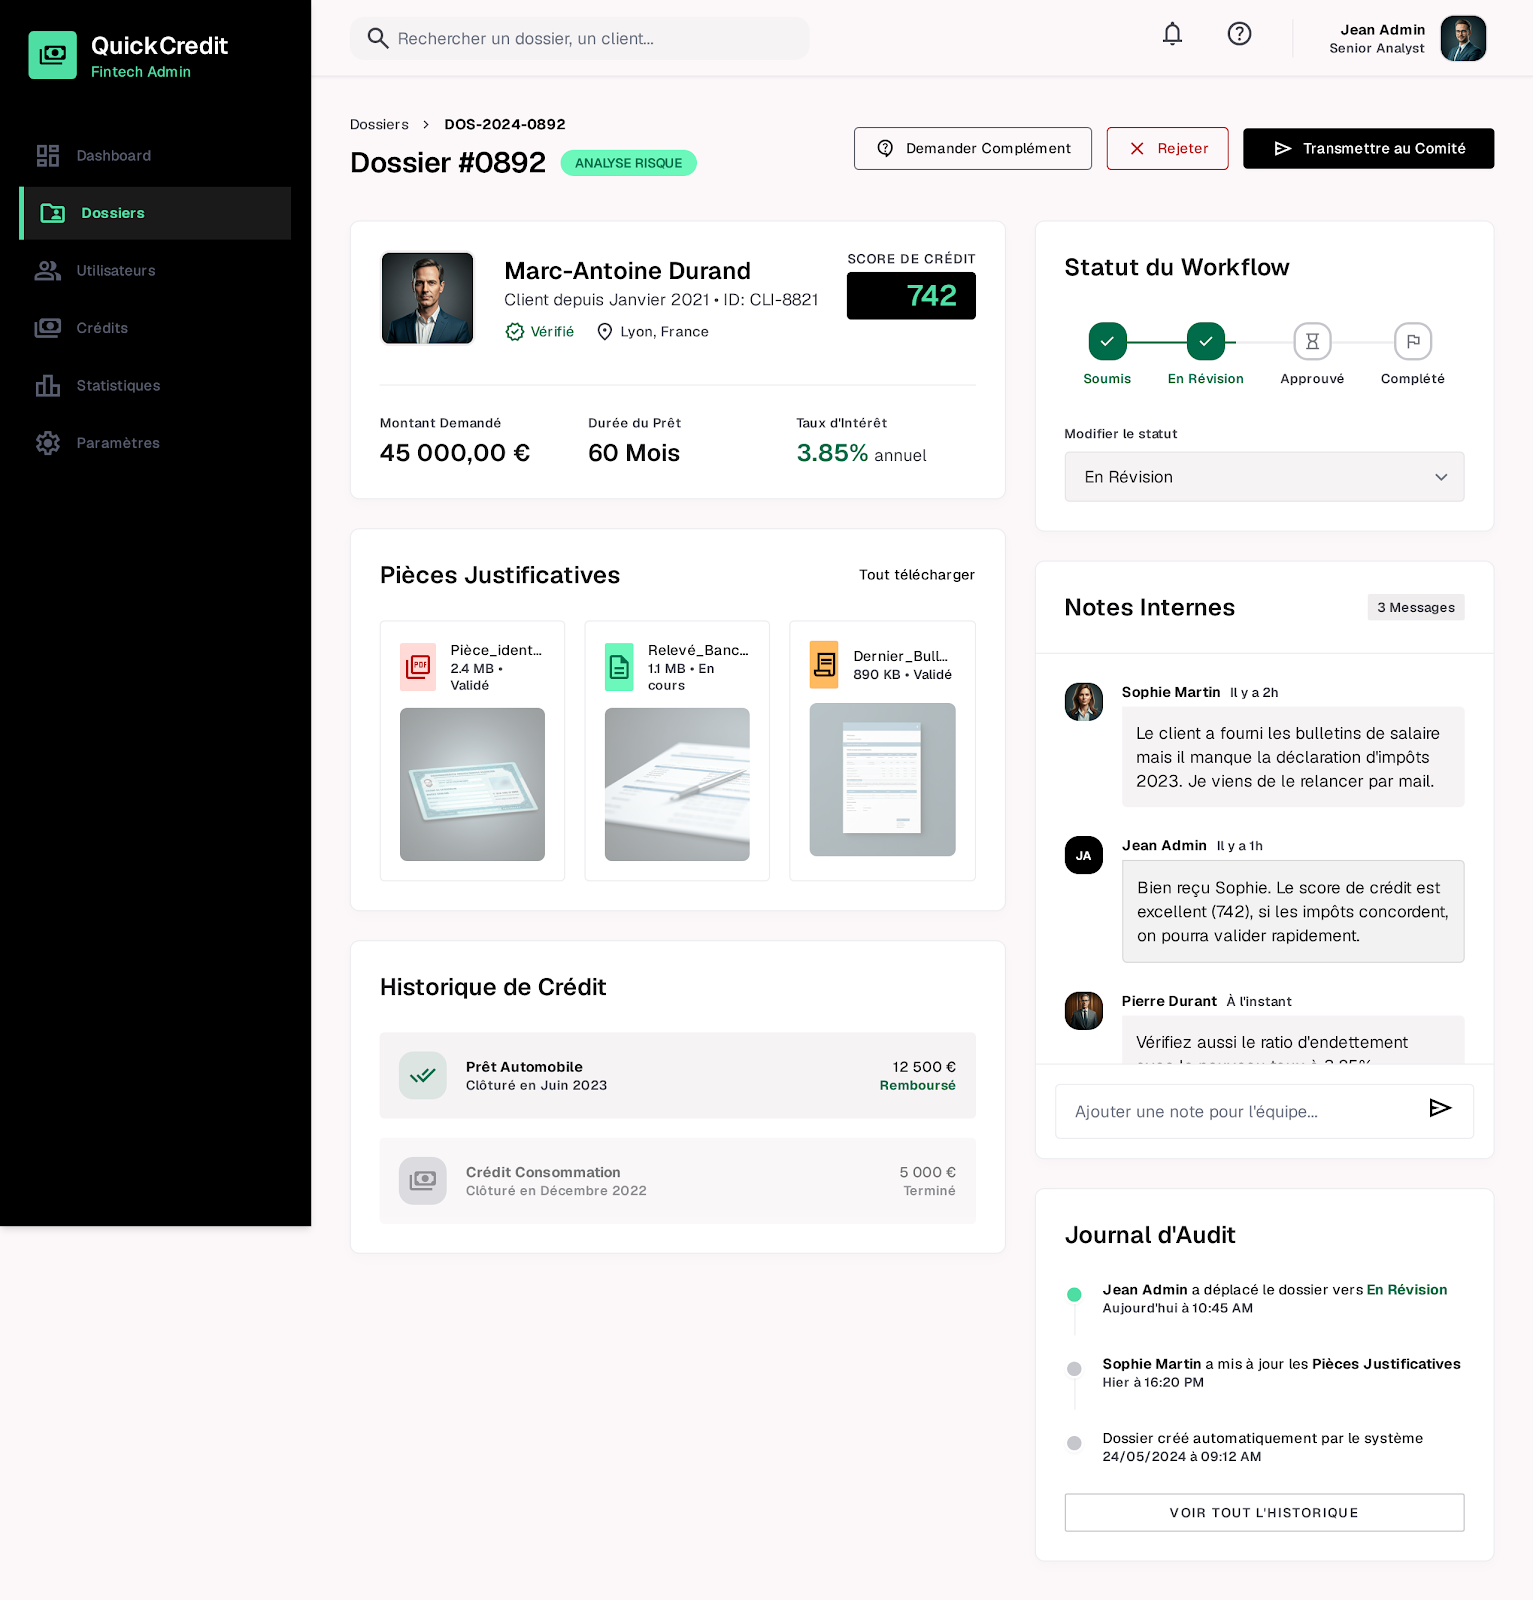 QuickCredit
Fintech Admin
Dashboard
Dossiers
Utilisateurs
Crédits
Statistiques
Paramètres
Rechercher un dossier, un client...
Jean Admin
Senior Analyst
Dossiers > DOS-2024-0892
Dossier #0892
ANALYSE RISQUE
Demander Complément
Rejeter
Transmettre au Comité
Marc-Antoine Durand
Client depuis Janvier 2021 • ID: CLI-8821
Vérifié
Lyon, France
SCORE DE CRÉDIT
742
Montant Demandé
45 000,00 €
Durée du Prêt
60 Mois
Taux d'Intérêt
3.85% annuel
Pièces Justificatives
Tout télécharger
PDF
Pièce_ident...
2.4 MB •
Validé
Relevé_Banc...
1.1 MB • En
cours
Dernier_Bull...
890 KB • Validé
Historique de Crédit
Prêt Automobile
Clôturé en Juin 2023
12 500 €
Remboursé
Crédit Consommation
Clôturé en Décembre 2022
5 000 €
Terminé
Statut du Workflow
Soumis
En Révision
Approuvé
Complété
Modifier le statut
En Révision
Notes Internes
3 Messages
Sophie Martin Il y a 2h
Le client a fourni les bulletins de salaire
mais il manque la déclaration d'impôts
2023. Je viens de le relancer par mail.
JA
Jean Admin Il y a 1h
Bien reçu Sophie. Le score de crédit est
excellent (742), si les impôts concordent,
on pourra valider rapidement.
Pierre Durant À l'instant
Vérifiez aussi le ratio d'endettement
avec le nouveau taux à 3.85%
Ajouter une note pour l'équipe...
Journal d'Audit
Jean Admin a déplacé le dossier vers En Révision
Aujourd'hui à 10:45 AM
Sophie Martin a mis à jour les Pièces Justificatives
Hier à 16:20 PM
Dossier créé automatiquement par le système
24/05/2024 à 09:12 AM
VOIR TOUT L'HISTORIQUE